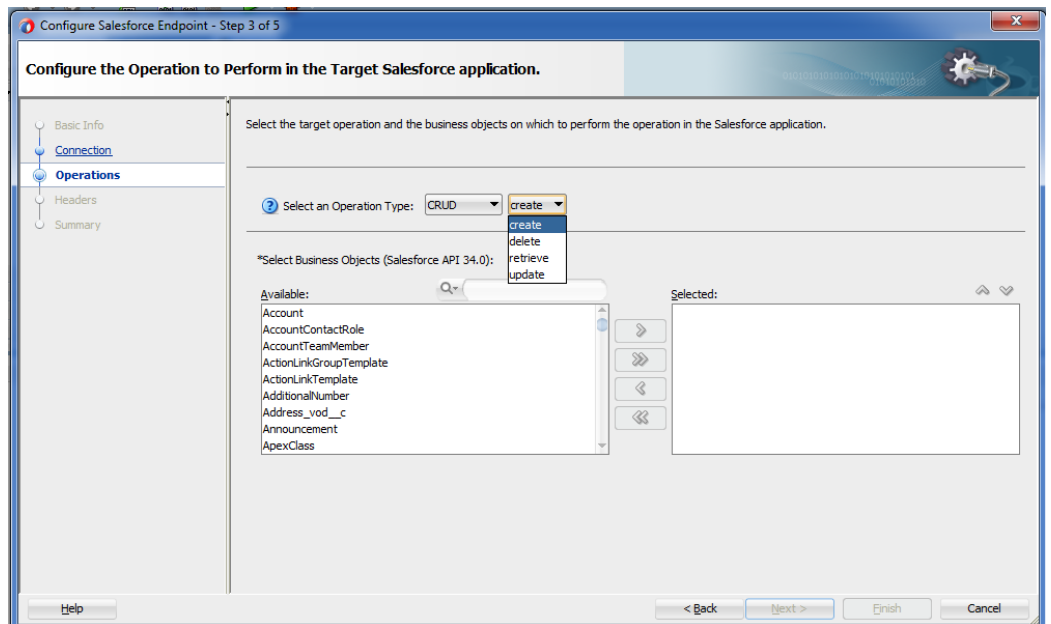 Configure Salesforce Endpoint - Step 3 of 5
Configure the Operation to Perform in the Target Salesforce application.
Basic Info
Connection
Operations
Headers
Summary
Select the target operation and the business objects on which to perform the operation in the Salesforce application.
Select an Operation Type: CRUD create
create
delete
retrieve
update
*Select Business Objects (Salesforce API 34.0):
Available:
Account
AccountContactRole
AccountTeamMember
ActionLinkGroupTemplate
ActionLinkTemplate
AdditionalNumber
Address_vod__c
Announcement
ApexClass
Selected:
Help
< Back
Next >
Finish
Cancel